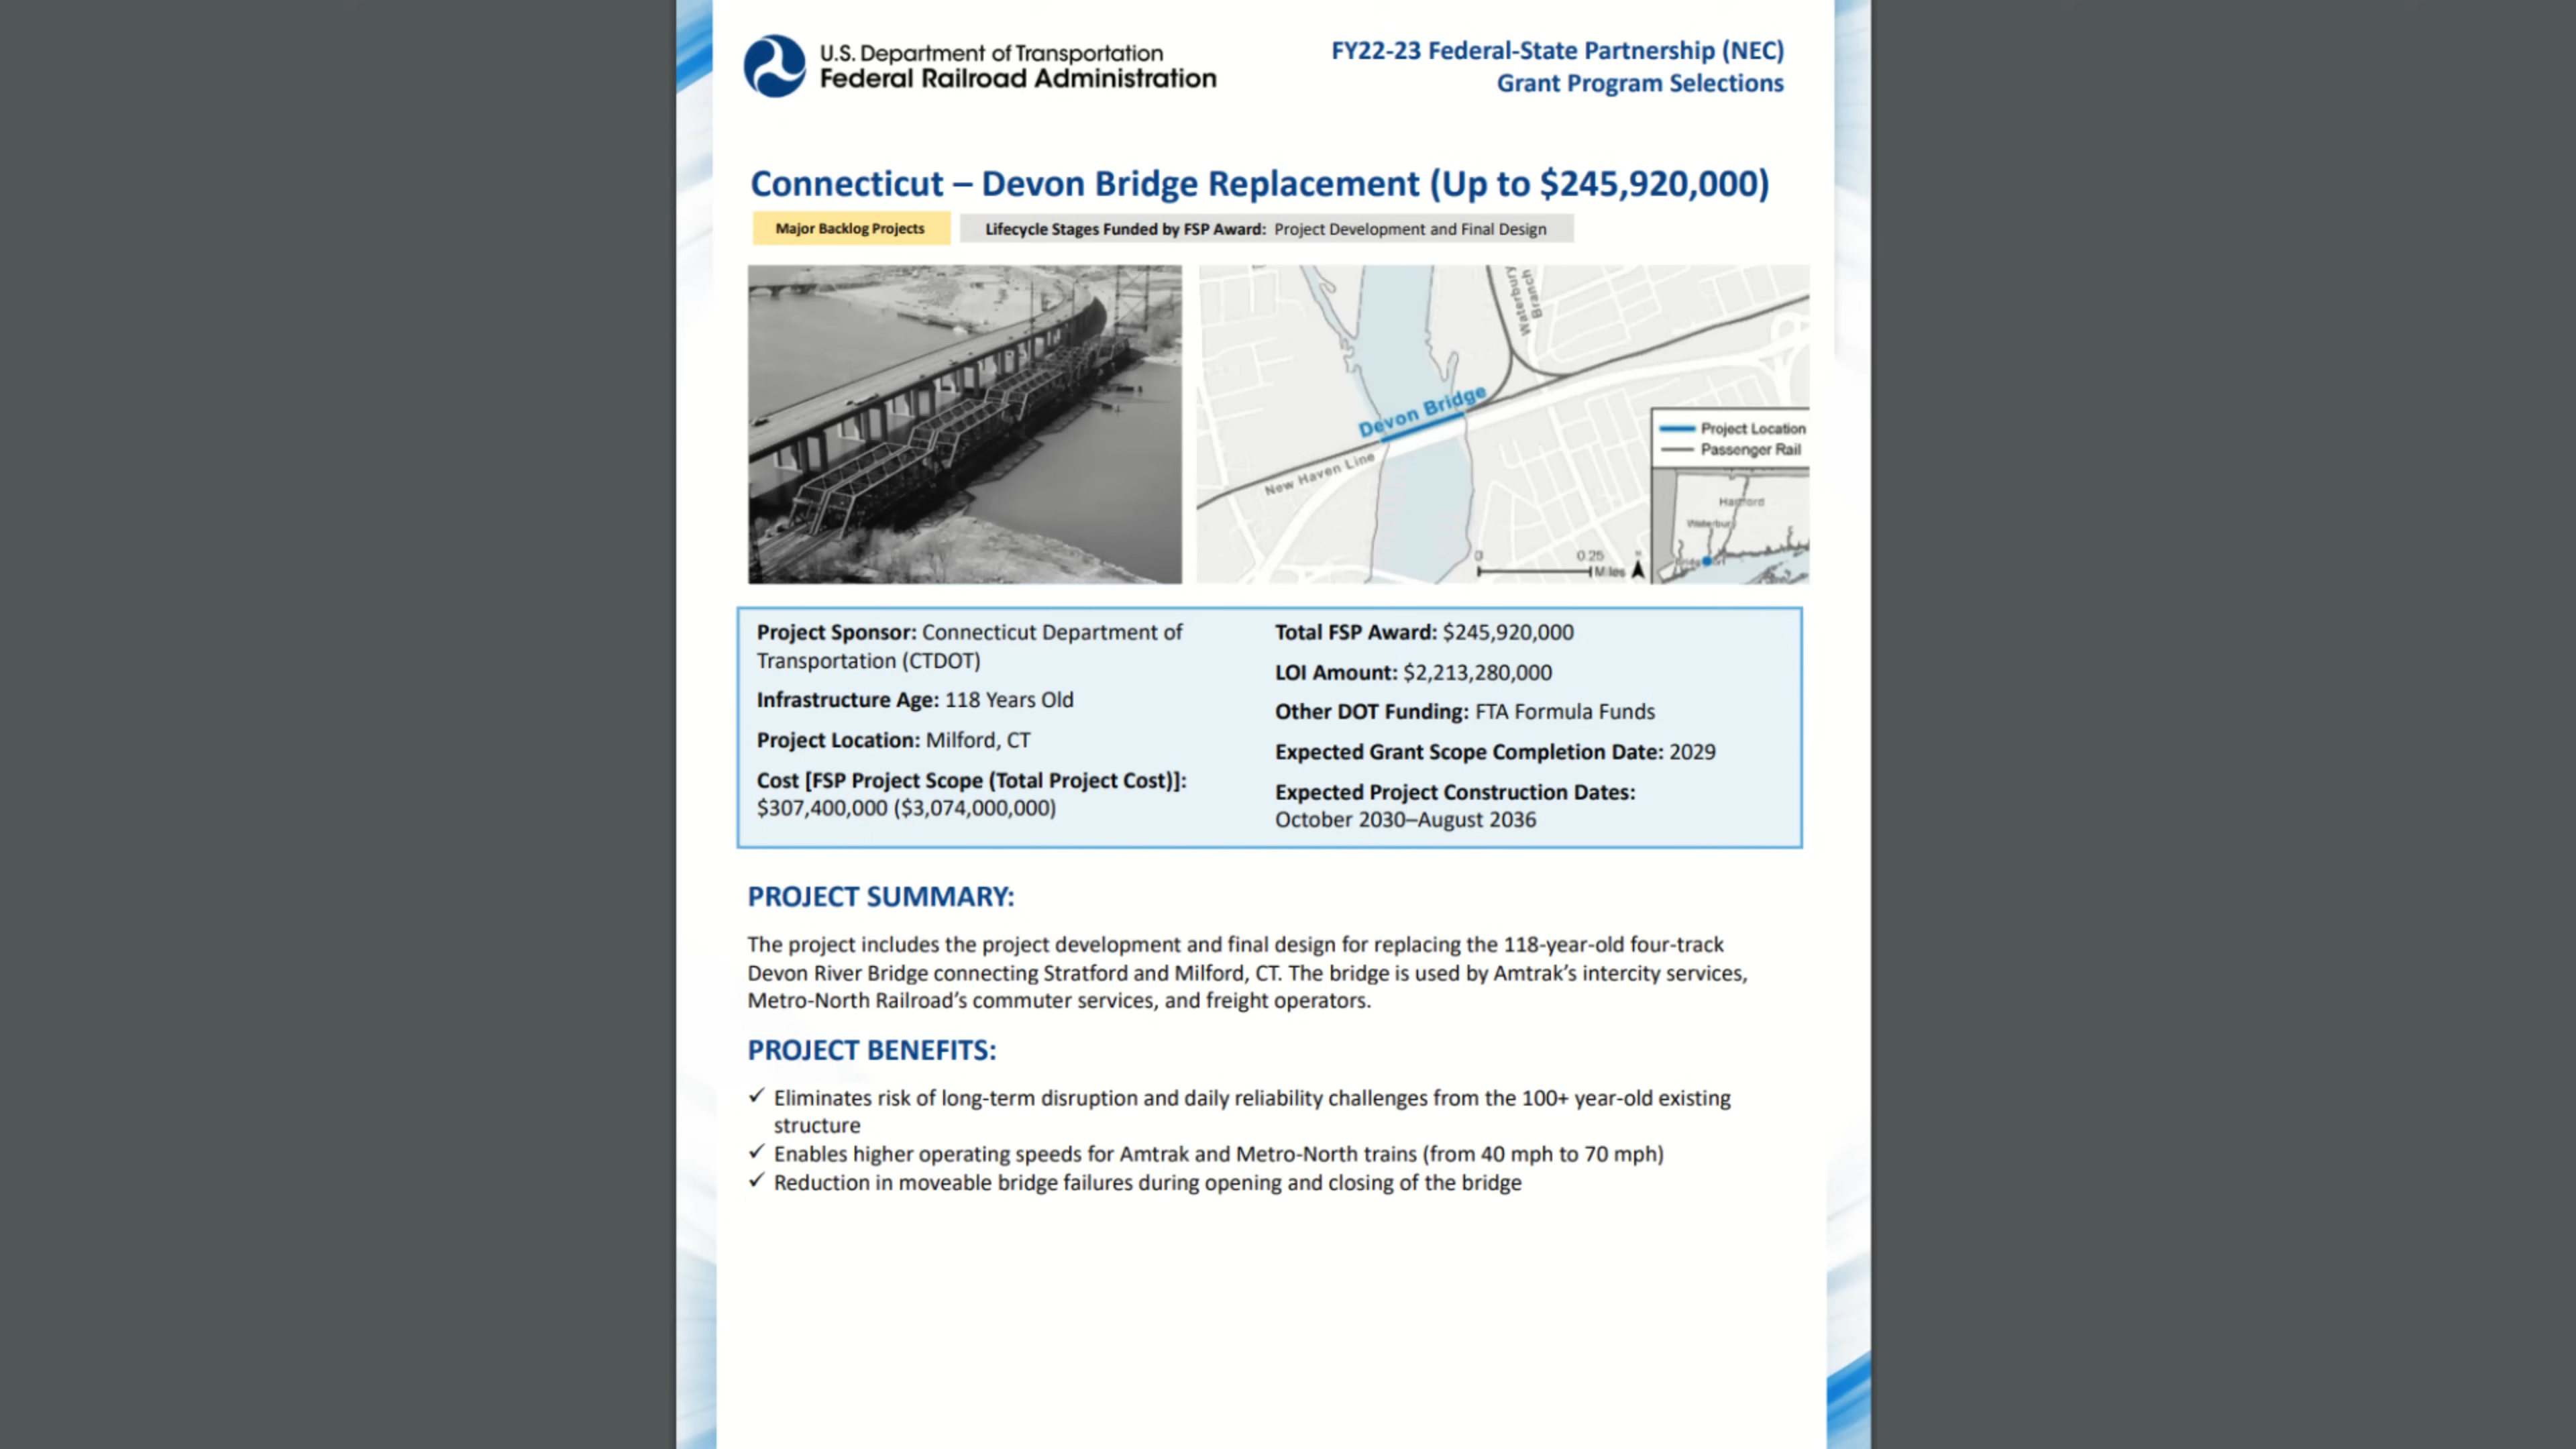 U.S. Department of Transportation
Federal Railroad Administration
FY22-23 Federal-State Partnership (NEC)
Grant Program Selections
Connecticut – Devon Bridge Replacement (Up to $245,920,000)
Major Backlog Projects
Lifecycle Stages Funded by FSP Award: Project Development and Final Design
Waterbury
Branch
Devon Bridge
New Haven Line
Project Location
Passenger Rail
Hartford
Waterbury
0
0.25
Miles
N
Project Sponsor: Connecticut Department of
Transportation (CTDOT)
Infrastructure Age: 118 Years Old
Project Location: Milford, CT
Cost [FSP Project Scope (Total Project Cost)]:
$307,400,000 ($3,074,000,000)
Total FSP Award: $245,920,000
LOI Amount: $2,213,280,000
Other DOT Funding: FTA Formula Funds
Expected Grant Scope Completion Date: 2029
Expected Project Construction Dates:
October 2030–August 2036
PROJECT SUMMARY:
The project includes the project development and final design for replacing the 118-year-old four-track
Devon River Bridge connecting Stratford and Milford, CT. The bridge is used by Amtrak’s intercity services,
Metro-North Railroad’s commuter services, and freight operators.
PROJECT BENEFITS:
✓ Eliminates risk of long-term disruption and daily reliability challenges from the 100+ year-old existing
structure
✓ Enables higher operating speeds for Amtrak and Metro-North trains (from 40 mph to 70 mph)
✓ Reduction in moveable bridge failures during opening and closing of the bridge